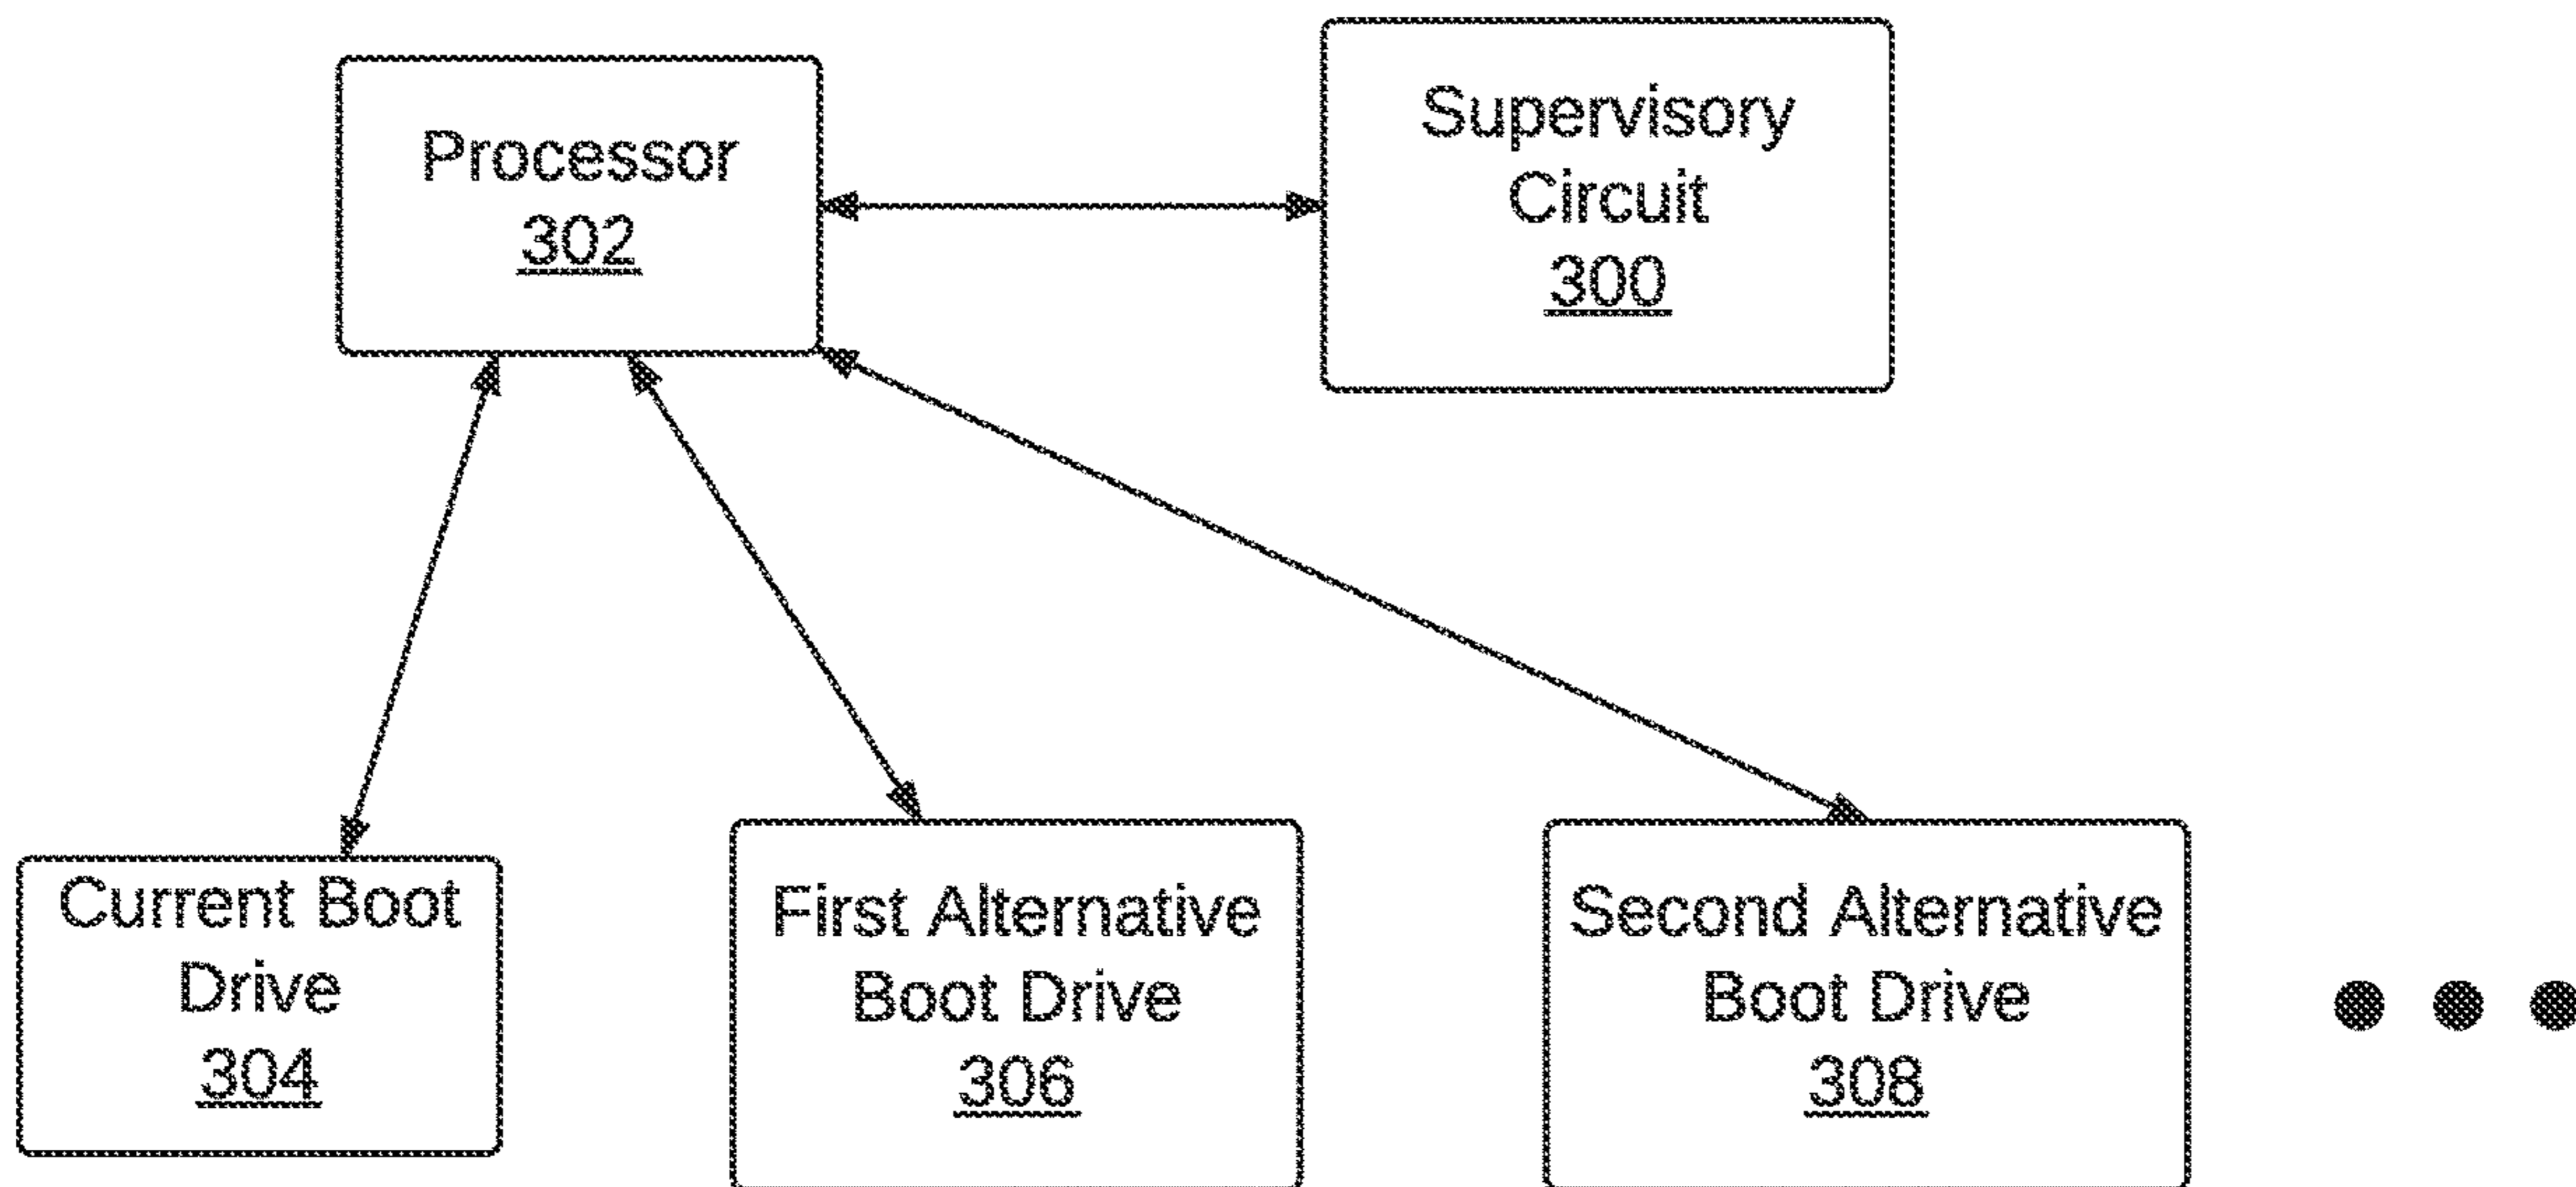 Processor
302
Supervisory
Circuit
300
Current Boot
Drive
304
First Alternative
Boot Drive
306
Second Alternative
Boot Drive
308